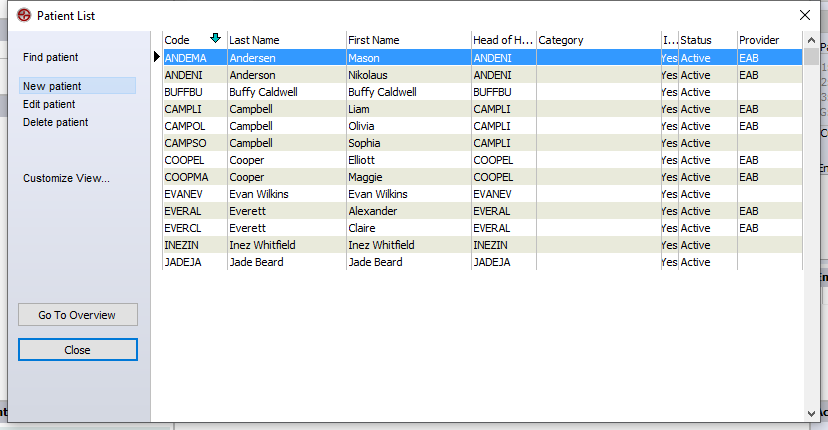 Patient List
Find patient
New patient
Edit patient
Delete patient
Customize View...
Go To Overview
Close
Code Last Name First Name Head of H... Category I... Status Provider
ANDEMA Andersen Mason ANDENI Yes Active EAB
ANDENI Anderson Nikolaus ANDENI Yes Active EAB
BUFFBU Buffy Caldwell Buffy Caldwell BUFFBU Yes Active
CAMPLI Campbell Liam CAMPLI Yes Active EAB
CAMPOL Campbell Olivia CAMPLI Yes Active EAB
CAMPSO Campbell Sophia CAMPLI Yes Active
COOPEL Cooper Elliott COOPEL Yes Active EAB
COOPMA Cooper Maggie COOPEL Yes Active EAB
EVANEV Evan Wilkins Evan Wilkins EVANEV Yes Active
EVERAL Everett Alexander EVERAL Yes Active EAB
EVERCL Everett Claire EVERAL Yes Active EAB
INEZIN Inez Whitfield Inez Whitfield INEZIN Yes Active
JADEJA Jade Beard Jade Beard JADEJA Yes Active